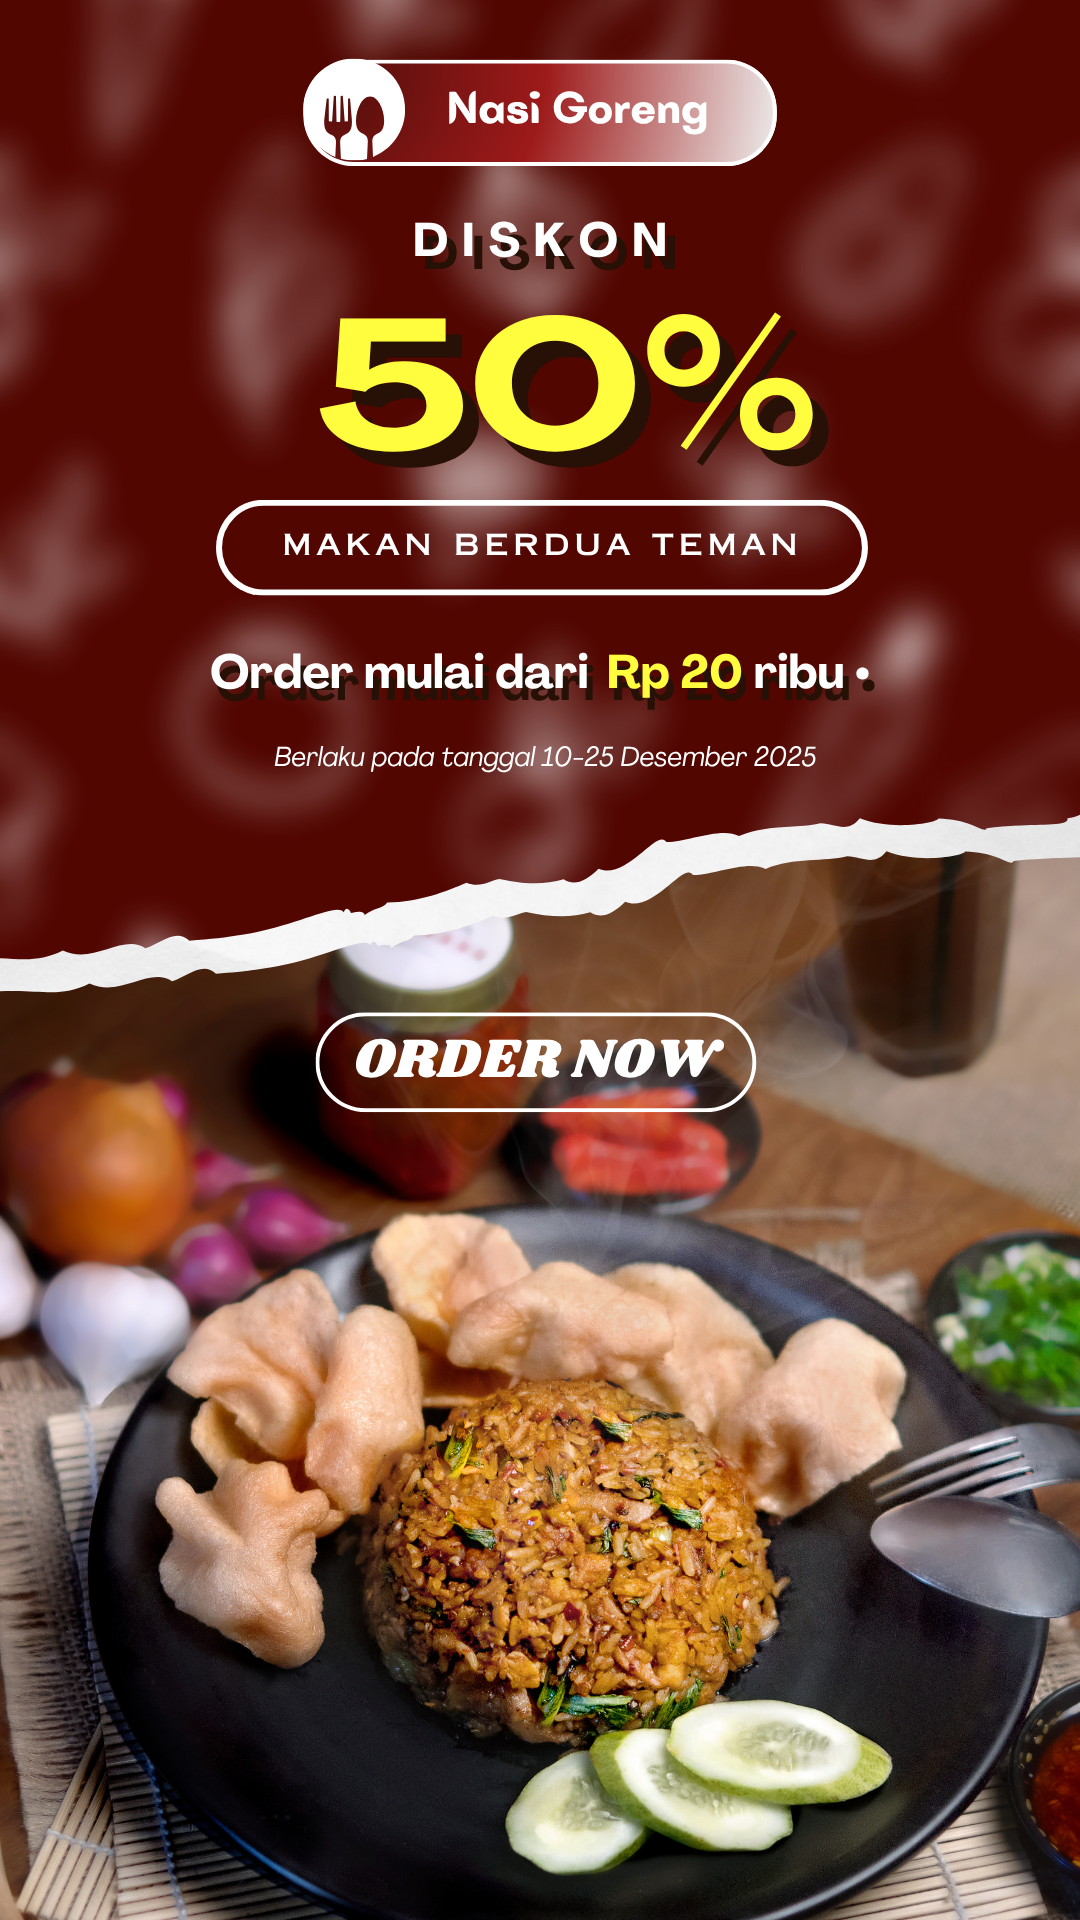 Nasi Goreng
DISKON
50%
MAKAN BERDUA TEMAN
Order mulai dari Rp 20 ribu •
Berlaku pada tanggal 10-25 Desember 2025
ORDER NOW